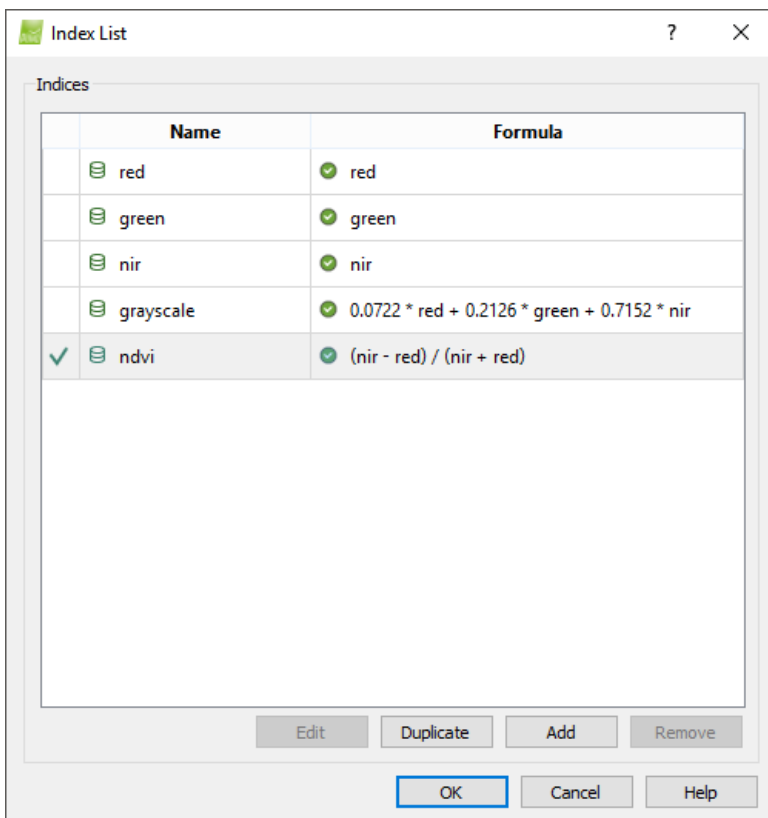 Index List ?
Indices
Name Formula
red red
green green
nir nir
grayscale 0.0722 * red + 0.2126 * green + 0.7152 * nir
ndvi (nir - red) / (nir + red)
Edit Duplicate Add Remove
OK Cancel Help